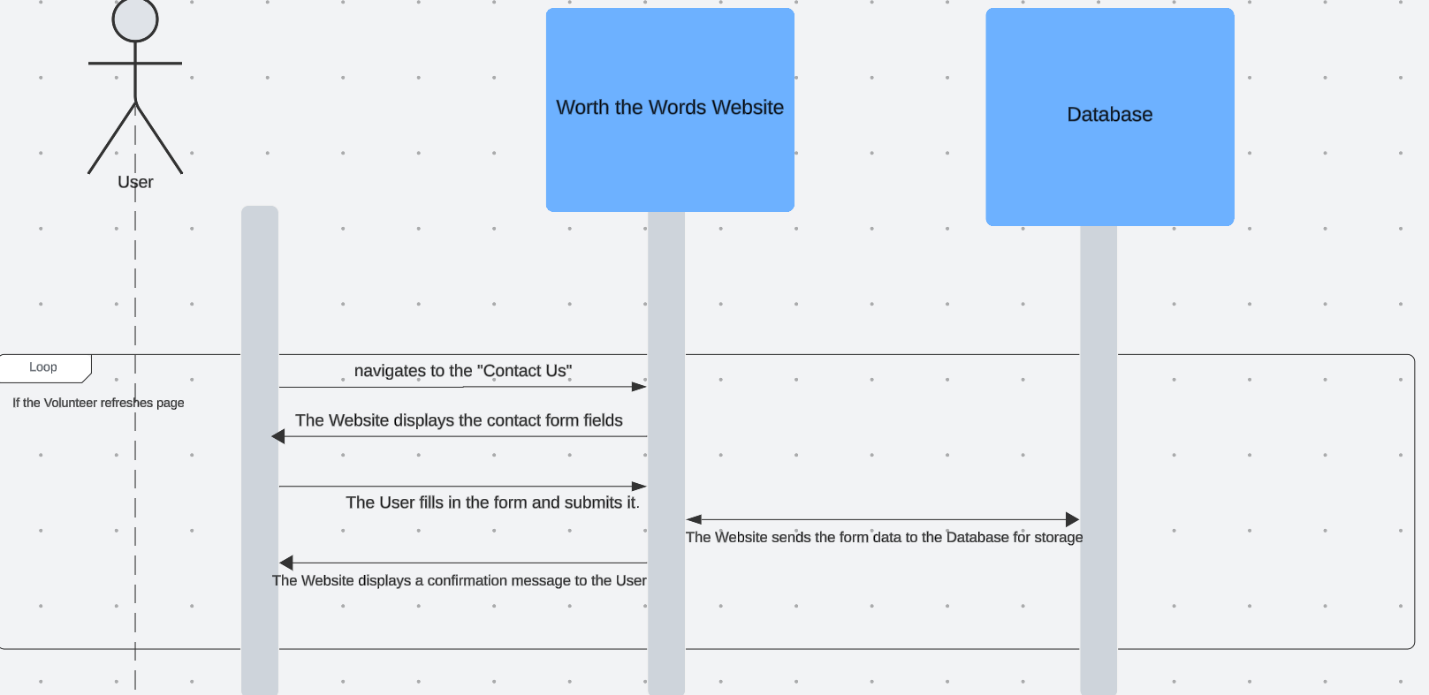 Worth the Words Website
Database
User
Loop
navigates to the "Contact Us"
If the Volunteer refreshes page
The Website displays the contact form fields
The User fills in the form and submits it.
The Website sends the form data to the Database for storage
The Website displays a confirmation message to the User